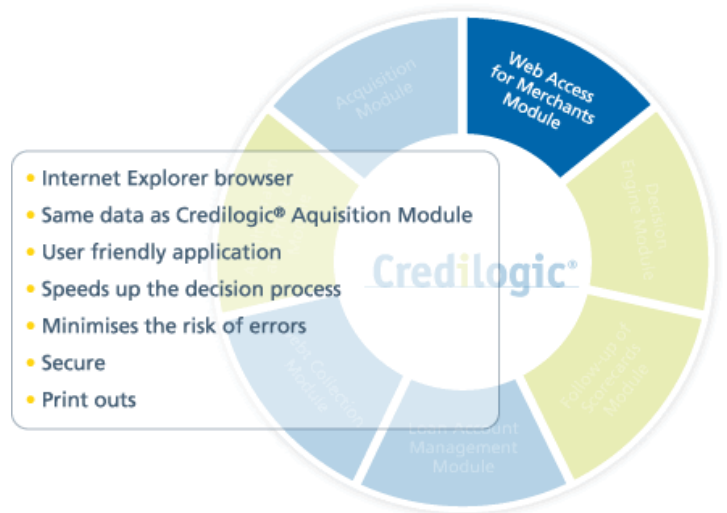 Web Access
for Merchants
Module
Acquisition
Module
Decision
Engine Module
• Internet Explorer browser
• Same data as Credilogic® Aquisition Module
• User friendly application
• Speeds up the decision process
• Minimises the risk of errors
• Secure
• Print outs
Credilogic®
Follow-up of
Scorecards
Module
Collection
Module
Loan Account
Management
Module